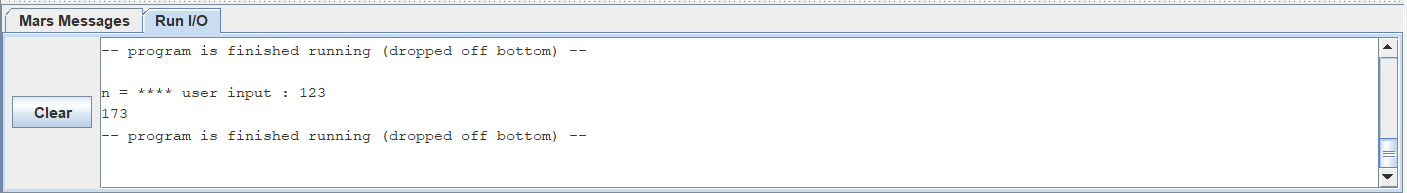 Mars Messages Run I/O
-- program is finished running (dropped off bottom) --
n = **** user input : 123
Clear
173
-- program is finished running (dropped off bottom) --